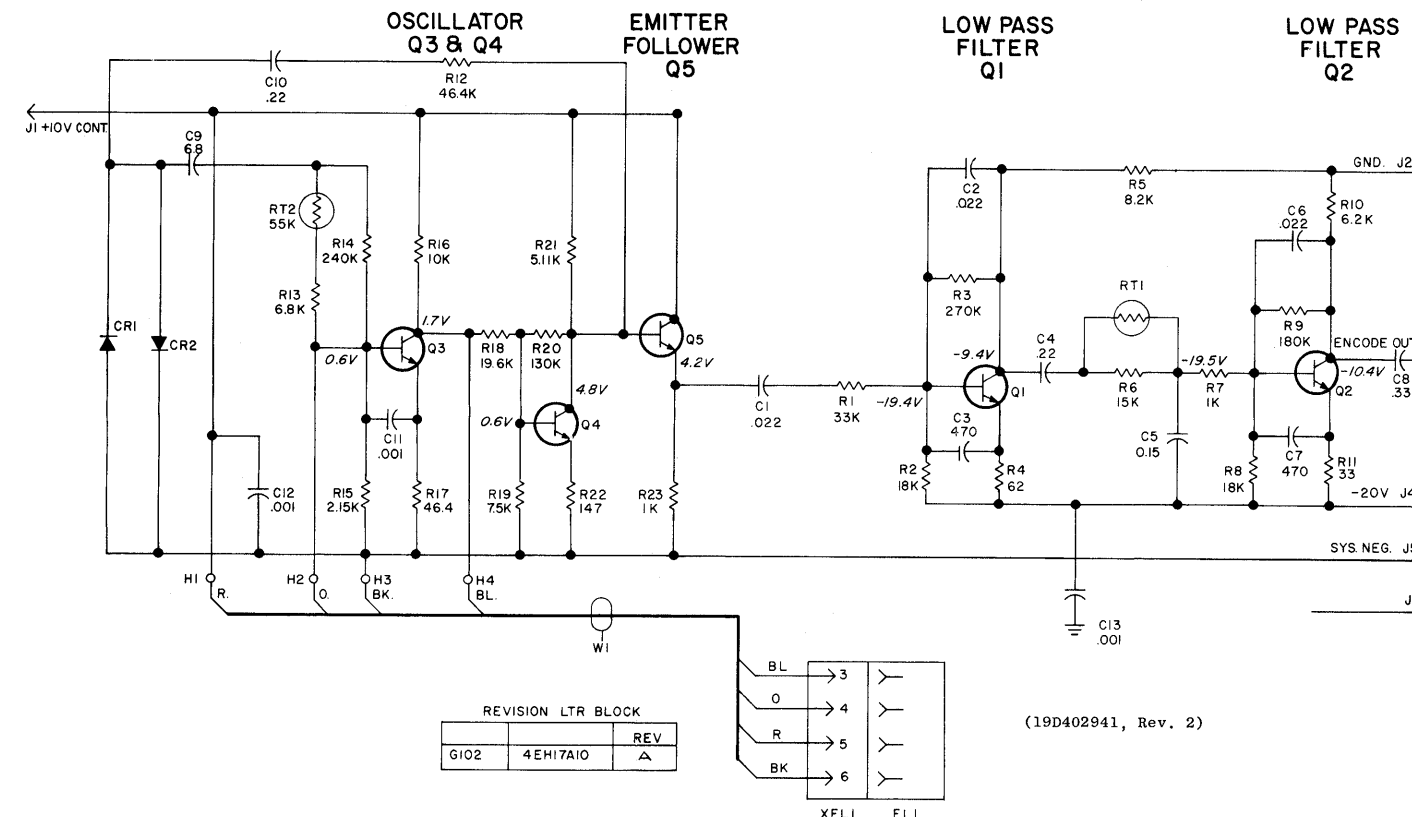 OSCILLATOR
Q3 & Q4
EMITTER
FOLLOWER
Q5
LOW PASS
FILTER
Q1
LOW PASS
FILTER
Q2
C10
.22
R12
46.4K
J1 +10V CONT.
C9
6.8
C2
.022
R5
8.2K
GND. J2
RT2
55K
R14
240K
R16
10K
R21
5.11K
C6
.022
R10
6.2K
R13
6.8K
R3
270K
RT1
CR1
CR2
0.6V
1.7V
Q3
R18
19.6K
R20
130K
Q5
4.2V
R9
180K
ENCODE OUT
-9.4V
C4
.22
-19.5V
-10.4V
C8
.33
C1
.022
R1
33K
-19.4V
Q1
R6
15K
R7
1K
Q2
4.8V
0.6V
Q4
C11
.001
C3
470
C5
0.15
C7
470
C12
.001
R15
2.15K
R17
46.4
R19
7.5K
R22
147
R23
1K
R2
18K
R4
62
R8
18K
R11
33
-20V J4
SYS. NEG. J5
H1
R.
H2
O.
H3
BK.
H4
BL.
J
W1
C13
.001
BL
3
O
4
R
5
BK
6
XFL1 FL1
REVISION LTR BLOCK
REV
G102 4EH17A10 A
(19D402941, Rev. 2)